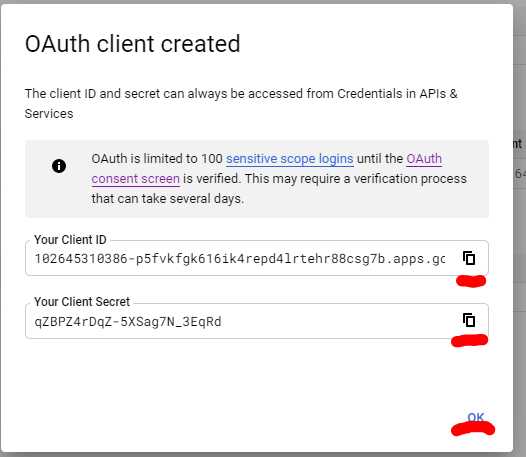 OAuth client created
The client ID and secret can always be accessed from Credentials in APIs &
Services
OAuth is limited to 100 sensitive scope logins until the OAuth
consent screen is verified. This may require a verification process
that can take several days.
Your Client ID
102645310386-p5fvkfgk616ik4repd4lrtehr88csg7b.apps.gc
Your Client Secret
qZBPZ4rDqZ-5XSag7N_3EqRd
OK